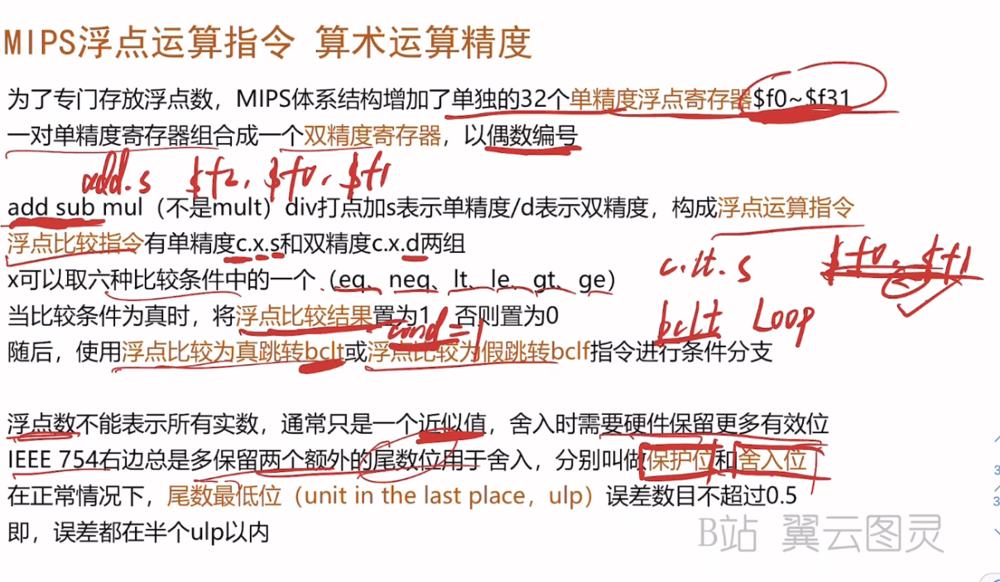 MIPS浮点运算指令 算术运算精度
为了专门存放浮点数，MIPS体系结构增加了单独的32个单精度浮点寄存器$f0~$f31
一对单精度寄存器组合成一个双精度寄存器，以偶数编号
add.s $f2, $f0, $f1
add sub mul（不是mult）div打点加s表示单精度/d表示双精度，构成浮点运算指令
浮点比较指令有单精度c.x.s和双精度c.x.d两组
c.lt.s $f0, $f1
x可以取六种比较条件中的一个（eq、neq、lt、le、gt、ge）
当比较条件为真时，将浮点比较结果置为1，否则置为0
cond=1
bclt Loop
随后，使用浮点比较为真跳转bclt或浮点比较为假跳转bclf指令进行条件分支
浮点数不能表示所有实数，通常只是一个近似值，舍入时需要硬件保留更多有效位
IEEE 754右边总是多保留两个额外的尾数位用于舍入，分别叫做保护位和舍入位
在正常情况下，尾数最低位（unit in the last place，ulp）误差数目不超过0.5
即，误差都在半个ulp以内
B站 翼云图灵
3
3